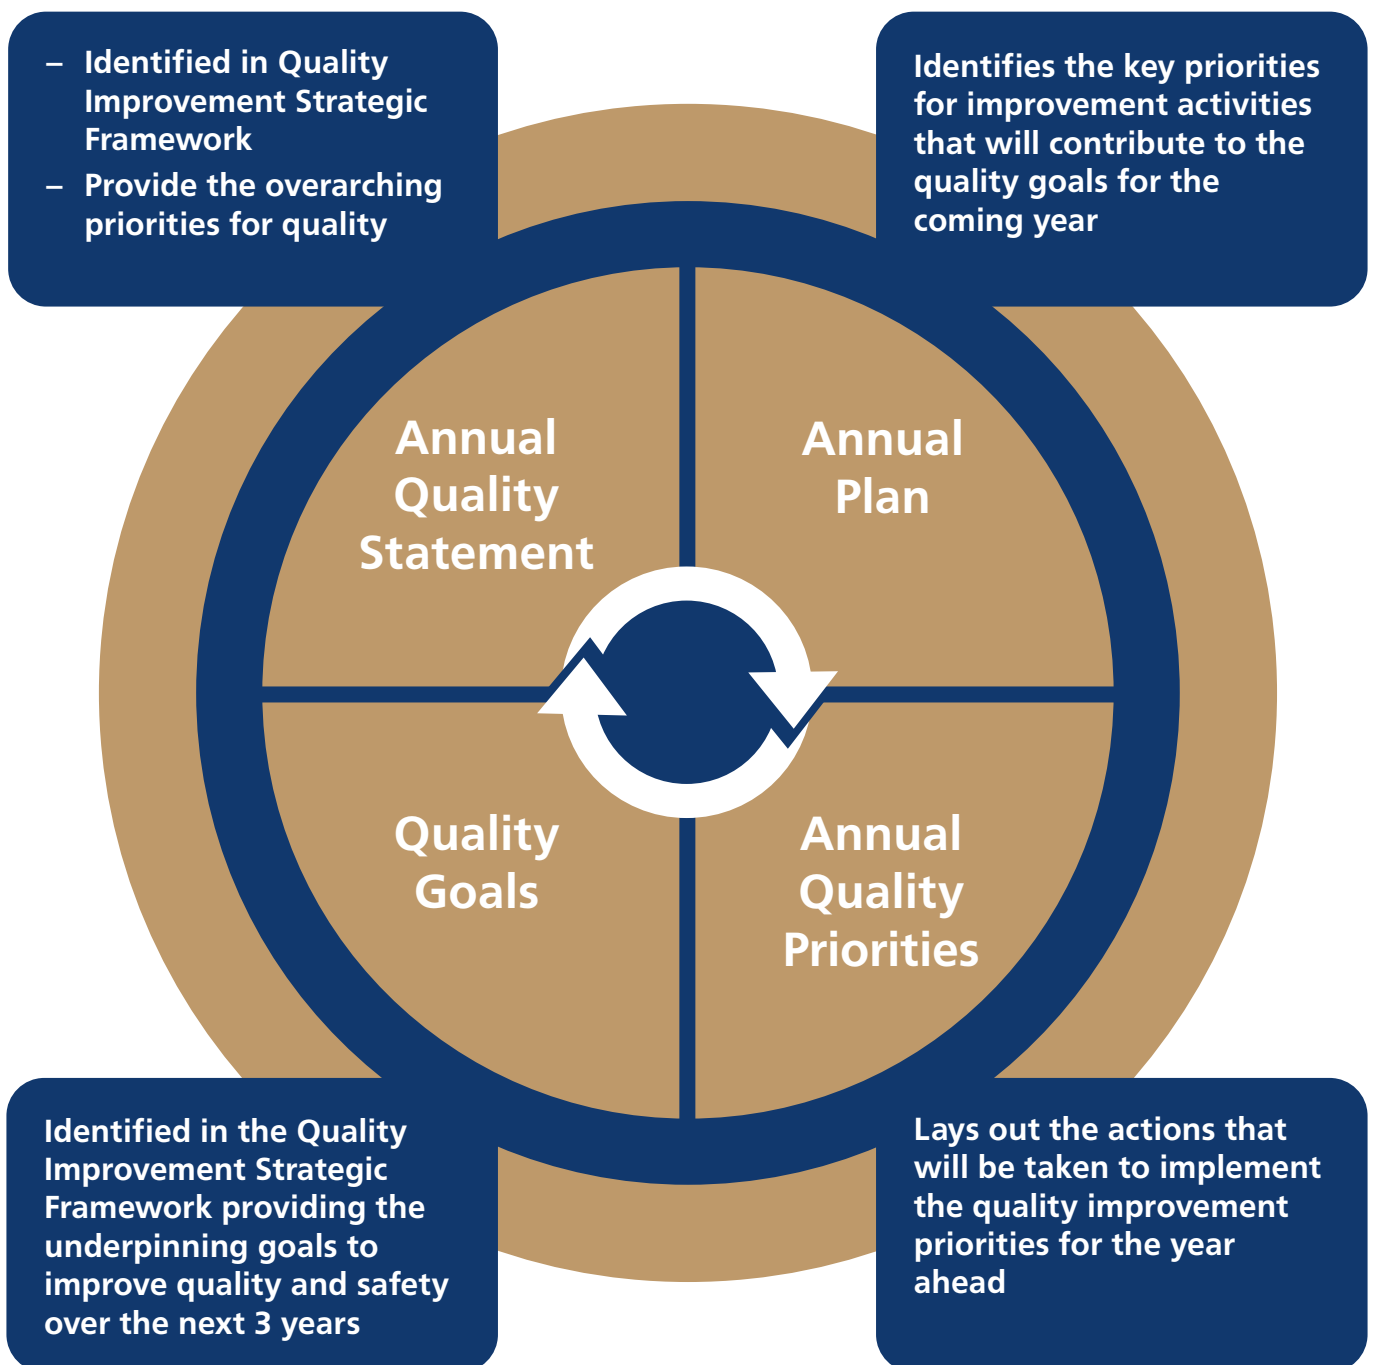 – Identified in Quality
Improvement Strategic
Framework
– Provide the overarching
priorities for quality
Identifies the key priorities
for improvement activities
that will contribute to the
quality goals for the
coming year
Annual
Quality
Statement
Annual
Plan
Quality
Goals
Annual
Quality
Priorities
Identified in the Quality
Improvement Strategic
Framework providing the
underpinning goals to
improve quality and safety
over the next 3 years
Lays out the actions that
will be taken to implement
the quality improvement
priorities for the year
ahead